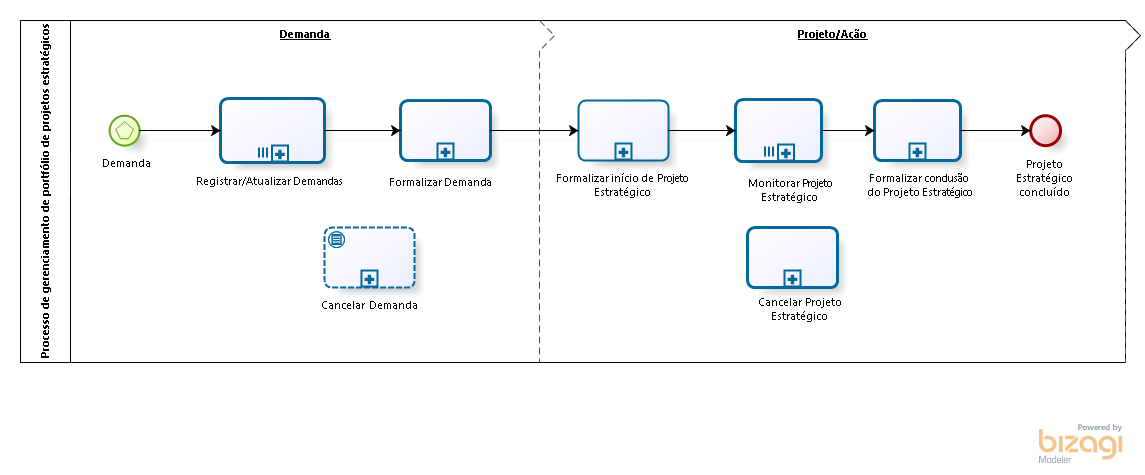 Processo de gerenciamento de portfólio de projetos estratégicos
Demanda
Projeto/Ação
Demanda
Registrar/Atualizar Demandas
Formalizar Demanda
Formalizar início de Projeto
Estratégico
Monitorar Projeto
Estratégico
Formalizar conclusão
do Projeto Estratégico
Projeto
Estratégico
concluído
Cancelar Demanda
Cancelar Projeto
Estratégico
Powered by
bizagi
Modeler